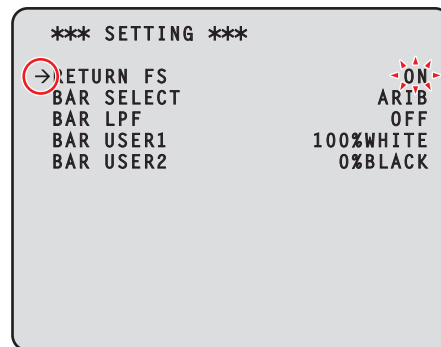 *** SETTING ***
→RETURN FS ON
BAR SELECT ARIB
BAR LPF OFF
BAR USER1 100%WHITE
BAR USER2 0%BLACK